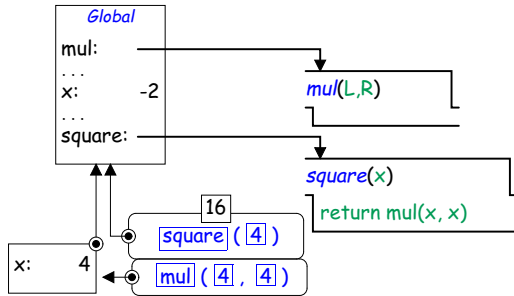 Global
mul:
. . .
x: -2
. . .
square:
mul(L,R)
square(x)
return mul(x, x)
16
square ( 4 )
x: 4
mul ( 4 , 4 )